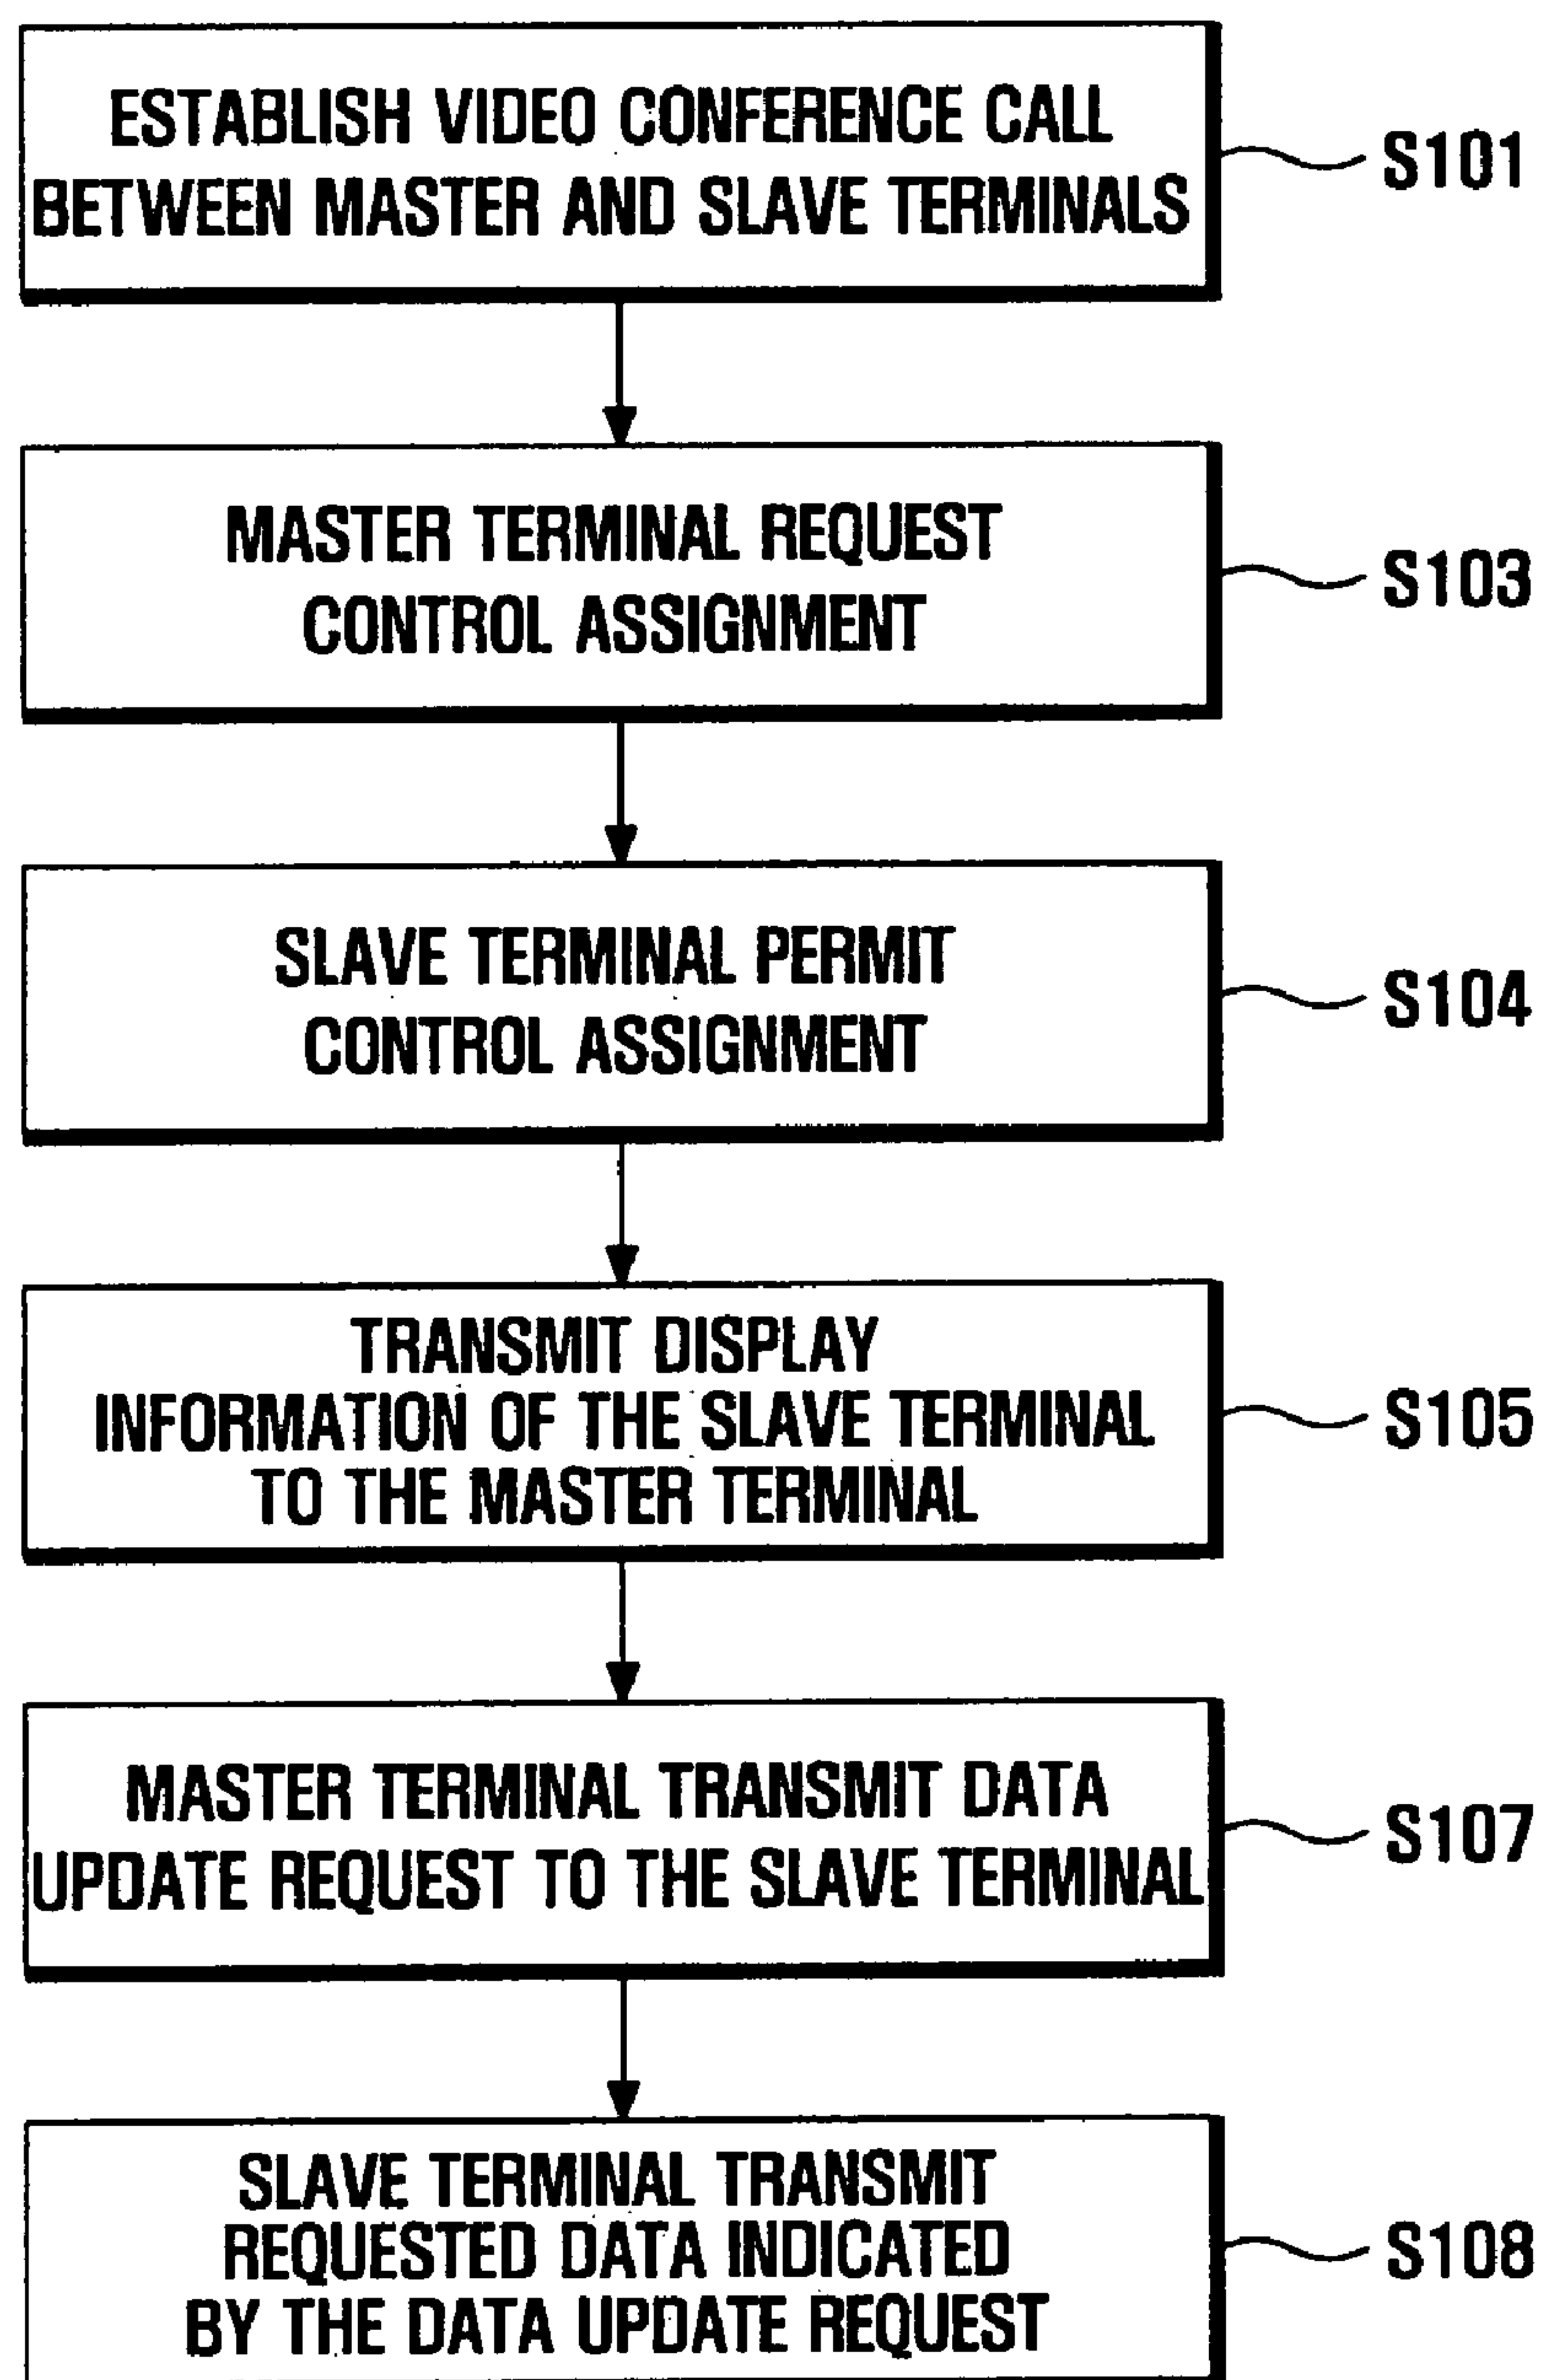 ESTABLISH VIDEO CONFERENCE CALL
BETWEEN MASTER AND SLAVE TERMINALS
S101
MASTER TERMINAL REQUEST
CONTROL ASSIGNMENT
S103
SLAVE TERMINAL PERMIT
CONTROL ASSIGNMENT
S104
TRANSMIT DISPLAY
INFORMATION OF THE SLAVE TERMINAL
TO THE MASTER TERMINAL
S105
MASTER TERMINAL TRANSMIT DATA
UPDATE REQUEST TO THE SLAVE TERMINAL
S107
SLAVE TERMINAL TRANSMIT
REQUESTED DATA INDICATED
BY THE DATA UPDATE REQUEST
S108